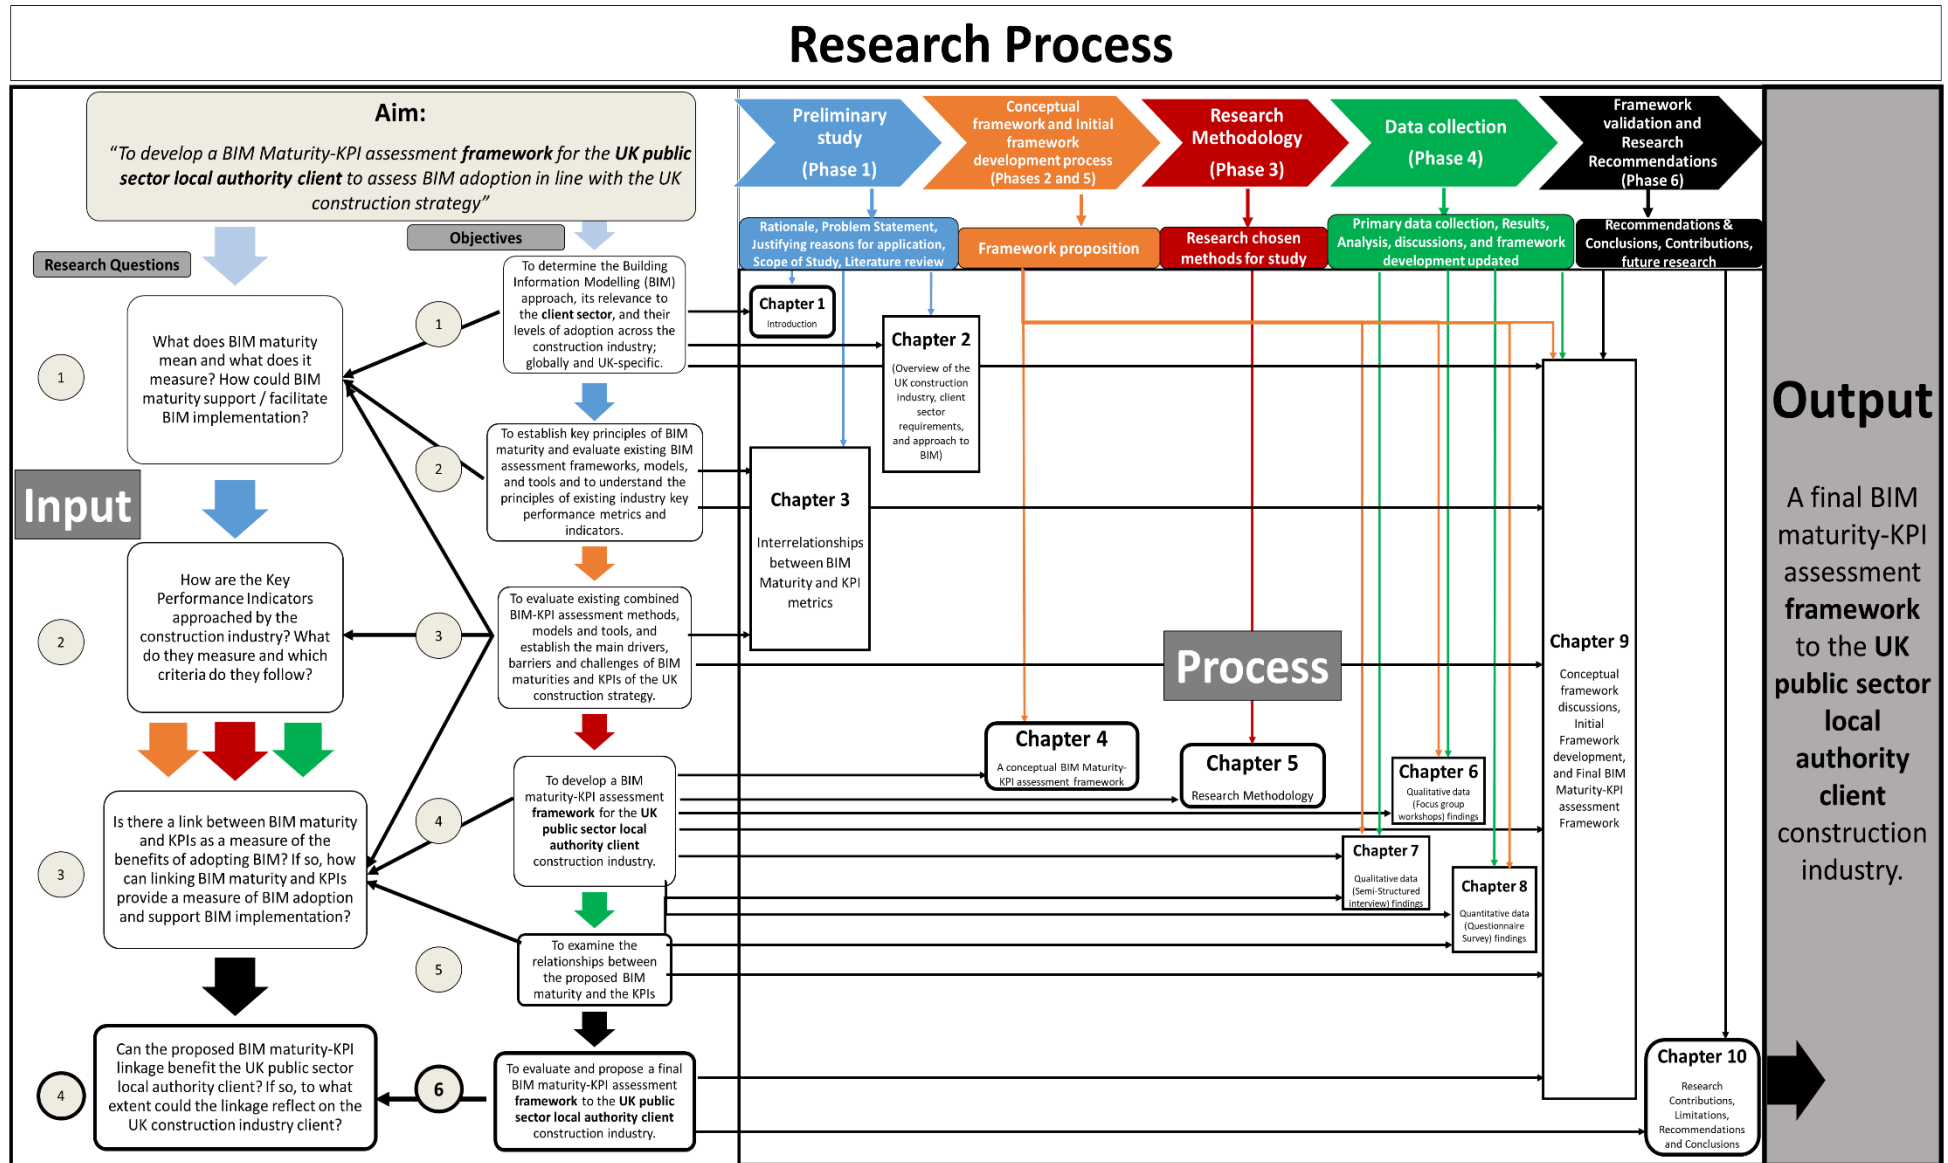 Research Process
Aim:
“To develop a BIM Maturity-KPI assessment framework for the UK public
sector local authority client to assess BIM adoption in line with the UK
construction strategy”
Research Questions
Objectives
1
What does BIM maturity
mean and what does it
measure? How could BIM
maturity support / facilitate
BIM implementation?
Input
2
How are the Key
Performance Indicators
approached by the
construction industry? What
do they measure and which
criteria do they follow?
3
Is there a link between BIM maturity
and KPIs as a measure of the
benefits of adopting BIM? If so, how
can linking BIM maturity and KPIs
provide a measure of BIM adoption
and support BIM implementation?
4
Can the proposed BIM maturity-KPI
linkage benefit the UK public sector
local authority client? If so, to what
extent could the linkage reflect on the
UK construction industry client?
1
To determine the Building
Information Modelling (BIM)
approach, its relevance to
the client sector, and their
levels of adoption across the
construction industry;
globally and UK-specific.
2
To establish key principles of BIM
maturity and evaluate existing BIM
assessment frameworks, models,
and tools and to understand the
principles of existing industry key
performance metrics and
indicators.
3
To evaluate existing combined
BIM-KPI assessment methods,
models and tools, and
establish the main drivers,
barriers and challenges of BIM
maturities and KPIs of the UK
construction strategy.
4
To develop a BIM
maturity-KPI assessment
framework for the UK
public sector local
authority client
construction industry.
5
To examine the
relationships between
the proposed BIM
maturity and the KPIs
6
To evaluate and propose a final
BIM maturity-KPI assessment
framework to the UK public
sector local authority client
construction industry.
Preliminary
study
(Phase 1)
Conceptual
framework and Initial
framework
development process
(Phases 2 and 5)
Research
Methodology
(Phase 3)
Data collection
(Phase 4)
Framework
validation and
Research
Recommendations
(Phase 6)
Rationale, Problem Statement,
Justifying reasons for application,
Scope of Study, Literature review
Framework proposition
Research chosen
methods for study
Primary data collection, Results,
Analysis, discussions, and framework
development updated
Recommendations &
Conclusions, Contributions,
future research
Chapter 1
Introduction
Chapter 2
(Overview of the
UK construction
industry, client
sector
requirements,
and approach to
BIM)
Chapter 3
Interrelationships
between BIM
Maturity and KPI
metrics
Process
Chapter 4
A conceptual BIM Maturity-
KPI assessment framework
Chapter 5
Research Methodology
Chapter 6
Qualitative data
(Focus group
workshops) findings
Chapter 7
Qualitative data
(Semi-Structured
interview) findings
Chapter 8
Quantitative data
(Questionnaire
Survey) findings
Chapter 9
Conceptual
framework
discussions,
Initial
Framework
development,
and Final BIM
Maturity-KPI
assessment
Framework
Chapter 10
Research
Contributions,
Limitations,
Recommendations
and Conclusions
Output
A final BIM
maturity-KPI
assessment
framework
to the UK
public sector
local
authority
client
construction
industry.